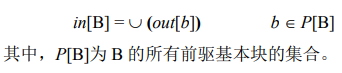 in[B] = ∪ (out[b])  b ∈ P[B]
其中，P[B]为 B 的所有前驱基本块的集合。